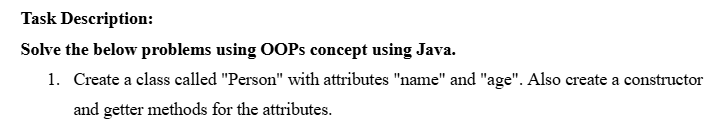 Task Description:
Solve the below problems using OOPs concept using Java.
1. Create a class called "Person" with attributes "name" and "age". Also create a constructor
and getter methods for the attributes.